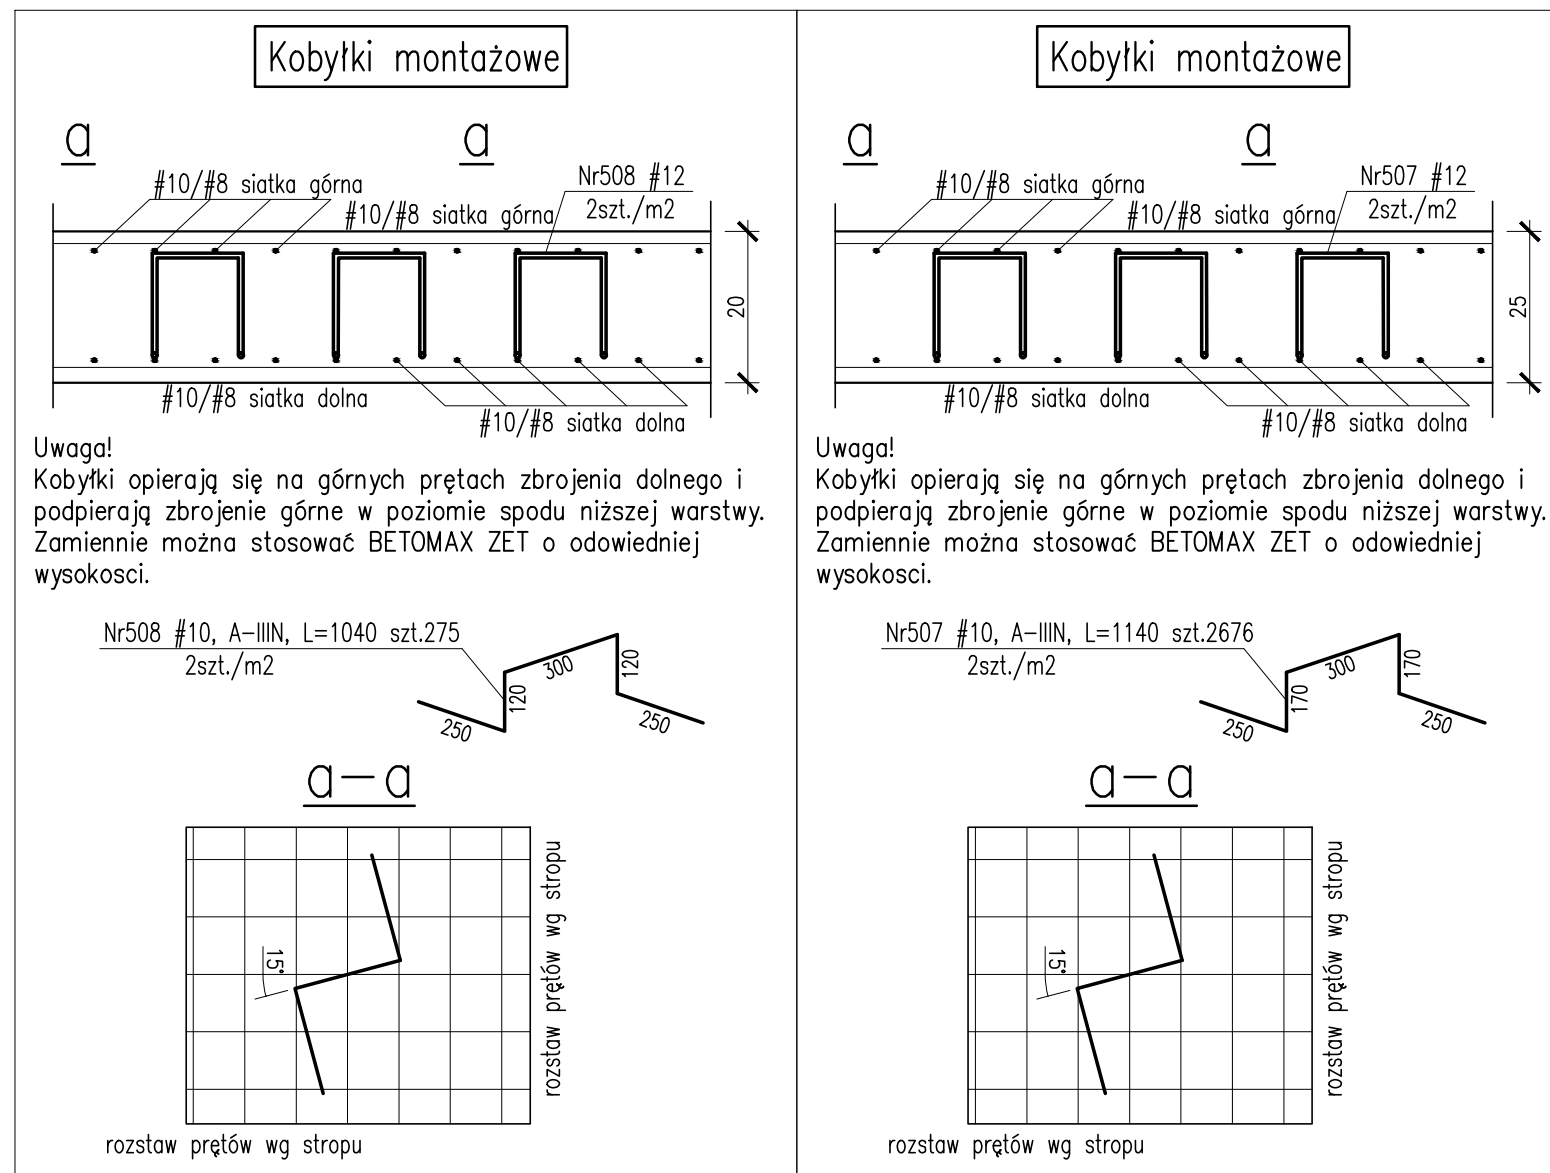 Kobyłki montażowe
a
a
#10/#8 siatka górna
Nr508 #12
#10/#8 siatka górna
2szt./m2
20
#10/#8 siatka dolna
#10/#8 siatka dolna
Uwaga!
Kobyłki opierają się na górnych prętach zbrojenia dolnego i
podpierają zbrojenie górne w poziomie spodu niższej warstwy.
Zamiennie można stosować BETOMAX ZET o odowiedniej
wysokosci.
Nr508 #10, A-IIIN, L=1040 szt.275
2szt./m2
250
120
300
120
250
a-a
15°
rozstaw prętów wg stropu
rozstaw prętów wg stropu
Kobyłki montażowe
a
a
#10/#8 siatka górna
Nr507 #12
#10/#8 siatka górna
2szt./m2
25
#10/#8 siatka dolna
#10/#8 siatka dolna
Uwaga!
Kobyłki opierają się na górnych prętach zbrojenia dolnego i
podpierają zbrojenie górne w poziomie spodu niższej warstwy.
Zamiennie można stosować BETOMAX ZET o odowiedniej
wysokosci.
Nr507 #10, A-IIIN, L=1140 szt.2676
2szt./m2
250
170
300
170
250
a-a
15°
rozstaw prętów wg stropu
rozstaw prętów wg stropu